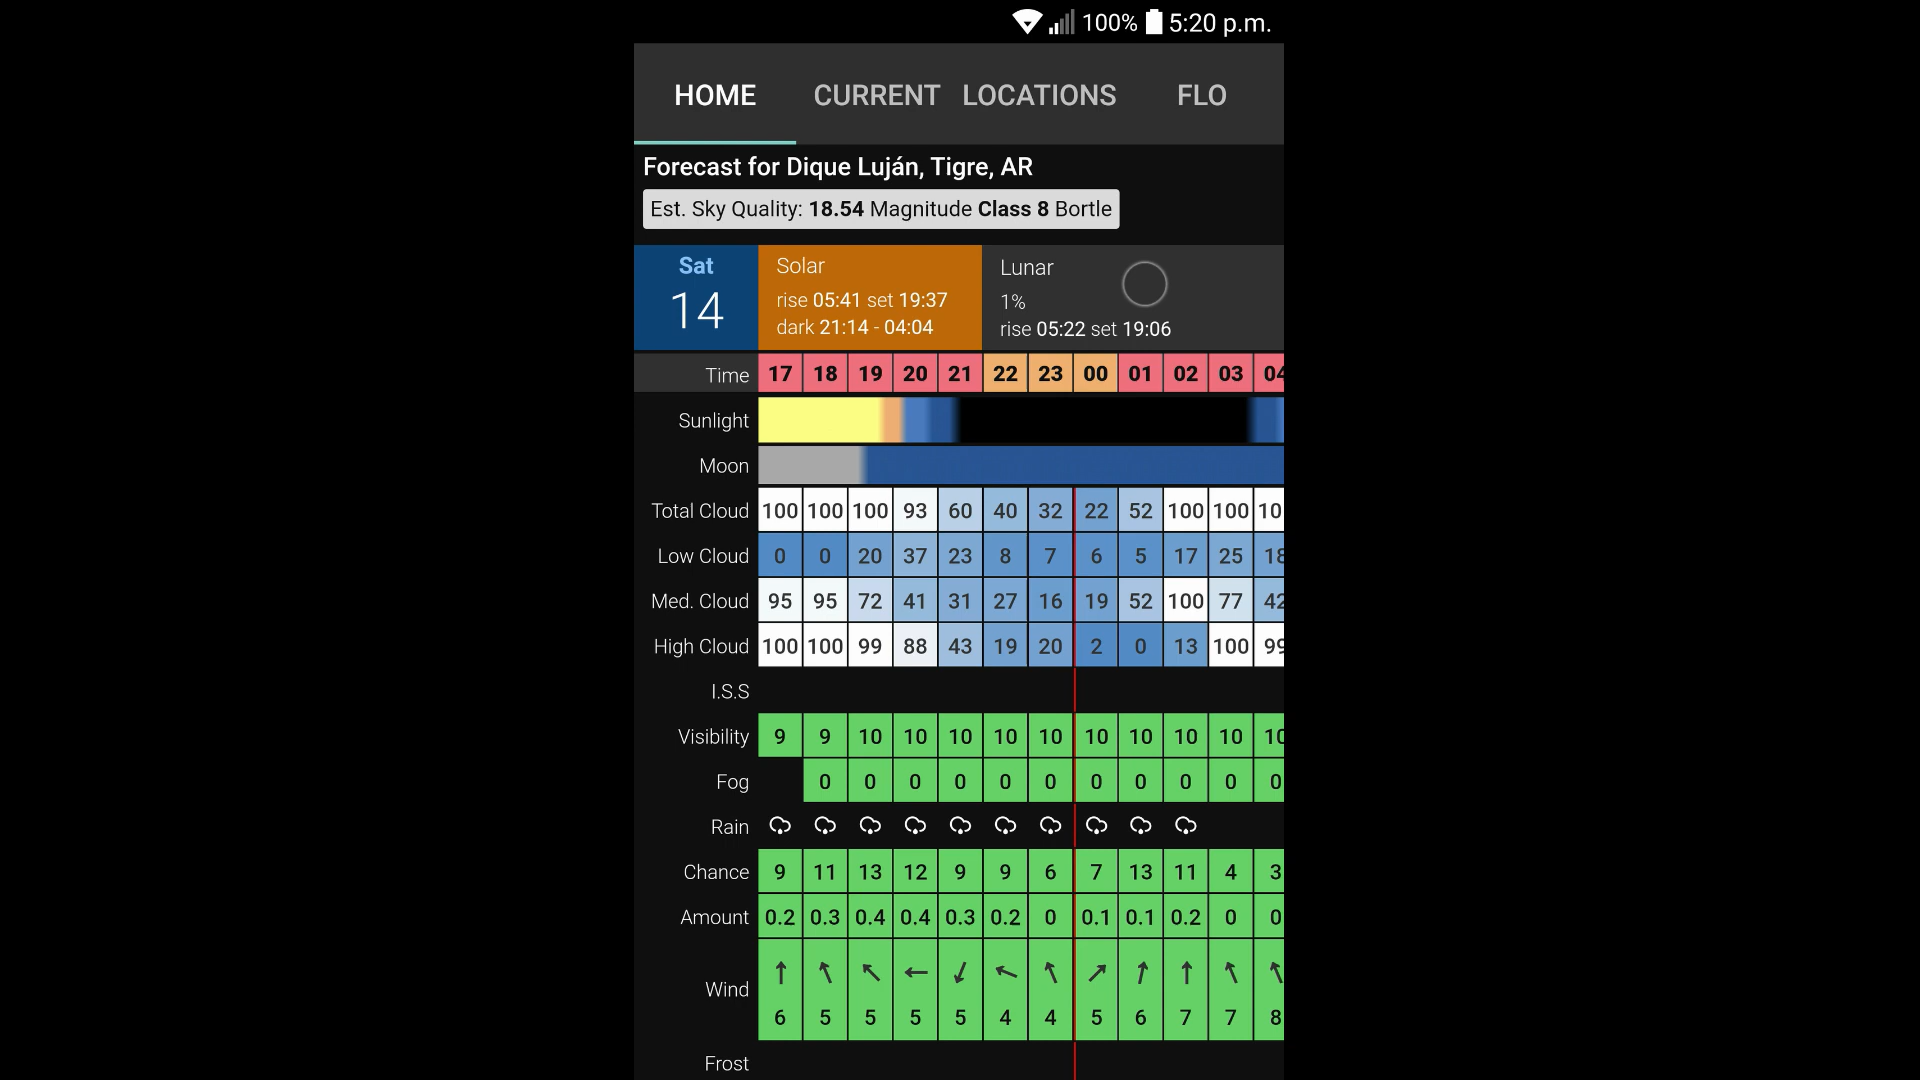 100% 5:20 p.m.
HOME CURRENT LOCATIONS FLO
Forecast for Dique Luján, Tigre, AR
Est. Sky Quality: 18.54 Magnitude Class 8 Bortle
Sat
14
Solar
rise 05:41 set 19:37
dark 21:14 - 04:04
Lunar
1%
rise 05:22 set 19:06
Time 17 18 19 20 21 22 23 00 01 02 03 04
Sunlight
Moon
Total Cloud 100 100 100 93 60 40 32 22 52 100 100 10
Low Cloud 0 0 20 37 23 8 7 6 5 17 25 18
Med. Cloud 95 95 72 41 31 27 16 19 52 100 77 42
High Cloud 100 100 99 88 43 19 20 2 0 13 100 99
I.S.S
Visibility 9 9 10 10 10 10 10 10 10 10 10 10
Fog 0 0 0 0 0 0 0 0 0 0 0
Rain
Chance 9 11 13 12 9 9 6 7 13 11 4 3
Amount 0.2 0.3 0.4 0.4 0.3 0.2 0 0.1 0.1 0.2 0 0
Wind 6 5 5 5 5 4 4 5 6 7 7 8
Frost